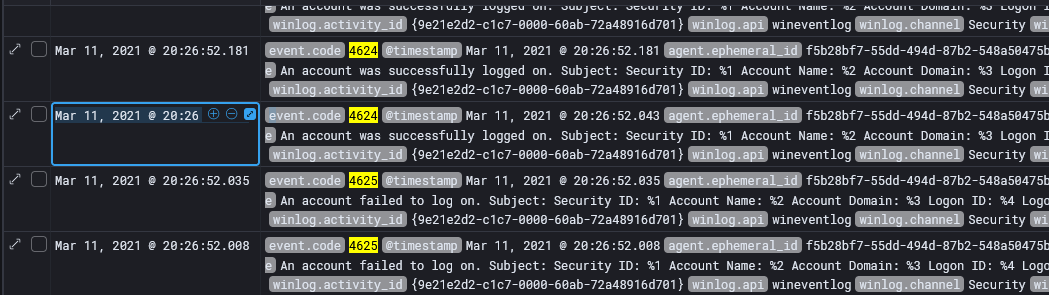 An account was successfully logged on. Subject: Security ID: %1 Account Name: %2 Account Domain: %3 Logon I
winlog.activity_id {9e21e2d2-c1c7-0000-60ab-72a48916d701} winlog.api wineventlog winlog.channel Security
Mar 11, 2021 @ 20:26:52.181 event.code 4624 @timestamp Mar 11, 2021 @ 20:26:52.181 agent.ephemeral_id f5b28bf7-55dd-494d-87b2-548a50475b
e An account was successfully logged on. Subject: Security ID: %1 Account Name: %2 Account Domain: %3 Logon I
winlog.activity_id {9e21e2d2-c1c7-0000-60ab-72a48916d701} winlog.api wineventlog winlog.channel Security
Mar 11, 2021 @ 20:26 event.code 4624 @timestamp Mar 11, 2021 @ 20:26:52.043 agent.ephemeral_id f5b28bf7-55dd-494d-87b2-548a50475b
e An account was successfully logged on. Subject: Security ID: %1 Account Name: %2 Account Domain: %3 Logon I
winlog.activity_id {9e21e2d2-c1c7-0000-60ab-72a48916d701} winlog.api wineventlog winlog.channel Security
Mar 11, 2021 @ 20:26:52.035 event.code 4625 @timestamp Mar 11, 2021 @ 20:26:52.035 agent.ephemeral_id f5b28bf7-55dd-494d-87b2-548a50475b
e An account failed to log on. Subject: Security ID: %1 Account Name: %2 Account Domain: %3 Logon ID: %4 Logo
winlog.activity_id {9e21e2d2-c1c7-0000-60ab-72a48916d701} winlog.api wineventlog winlog.channel Security
Mar 11, 2021 @ 20:26:52.008 event.code 4625 @timestamp Mar 11, 2021 @ 20:26:52.008 agent.ephemeral_id f5b28bf7-55dd-494d-87b2-548a50475b
e An account failed to log on. Subject: Security ID: %1 Account Name: %2 Account Domain: %3 Logon ID: %4 Logo
winlog.activity_id {9e21e2d2-c1c7-0000-60ab-72a48916d701} winlog.api wineventlog winlog.channel Security